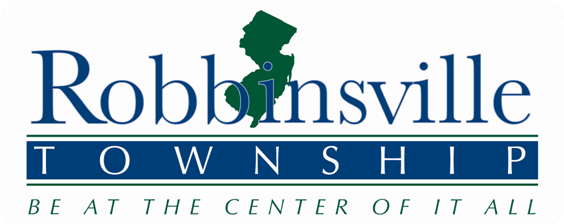 Robbinsville
TOWNSHIP
BE AT THE CENTER OF IT ALL